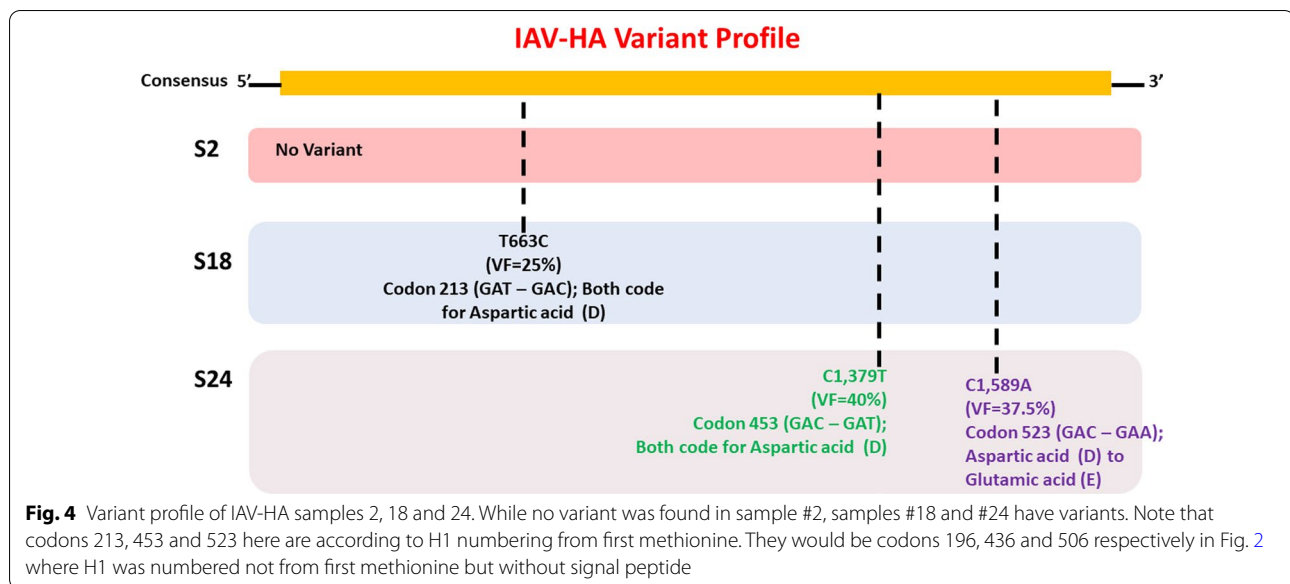 IAV-HA Variant Profile
Consensus 5’
3’
S2
No Variant
S18
T663C
(VF=25%)
Codon 213 (GAT – GAC); Both code
for Aspartic acid (D)
S24
C1,379T
(VF=40%)
Codon 453 (GAC – GAT);
Both code for Aspartic acid (D)
C1,589A
(VF=37.5%)
Codon 523 (GAC – GAA);
Aspartic acid (D) to
Glutamic acid (E)
Fig. 4 Variant profile of IAV-HA samples 2, 18 and 24. While no variant was found in sample #2, samples #18 and #24 have variants. Note that
codons 213, 453 and 523 here are according to H1 numbering from first methionine. They would be codons 196, 436 and 506 respectively in Fig. 2
where H1 was numbered not from first methionine but without signal peptide